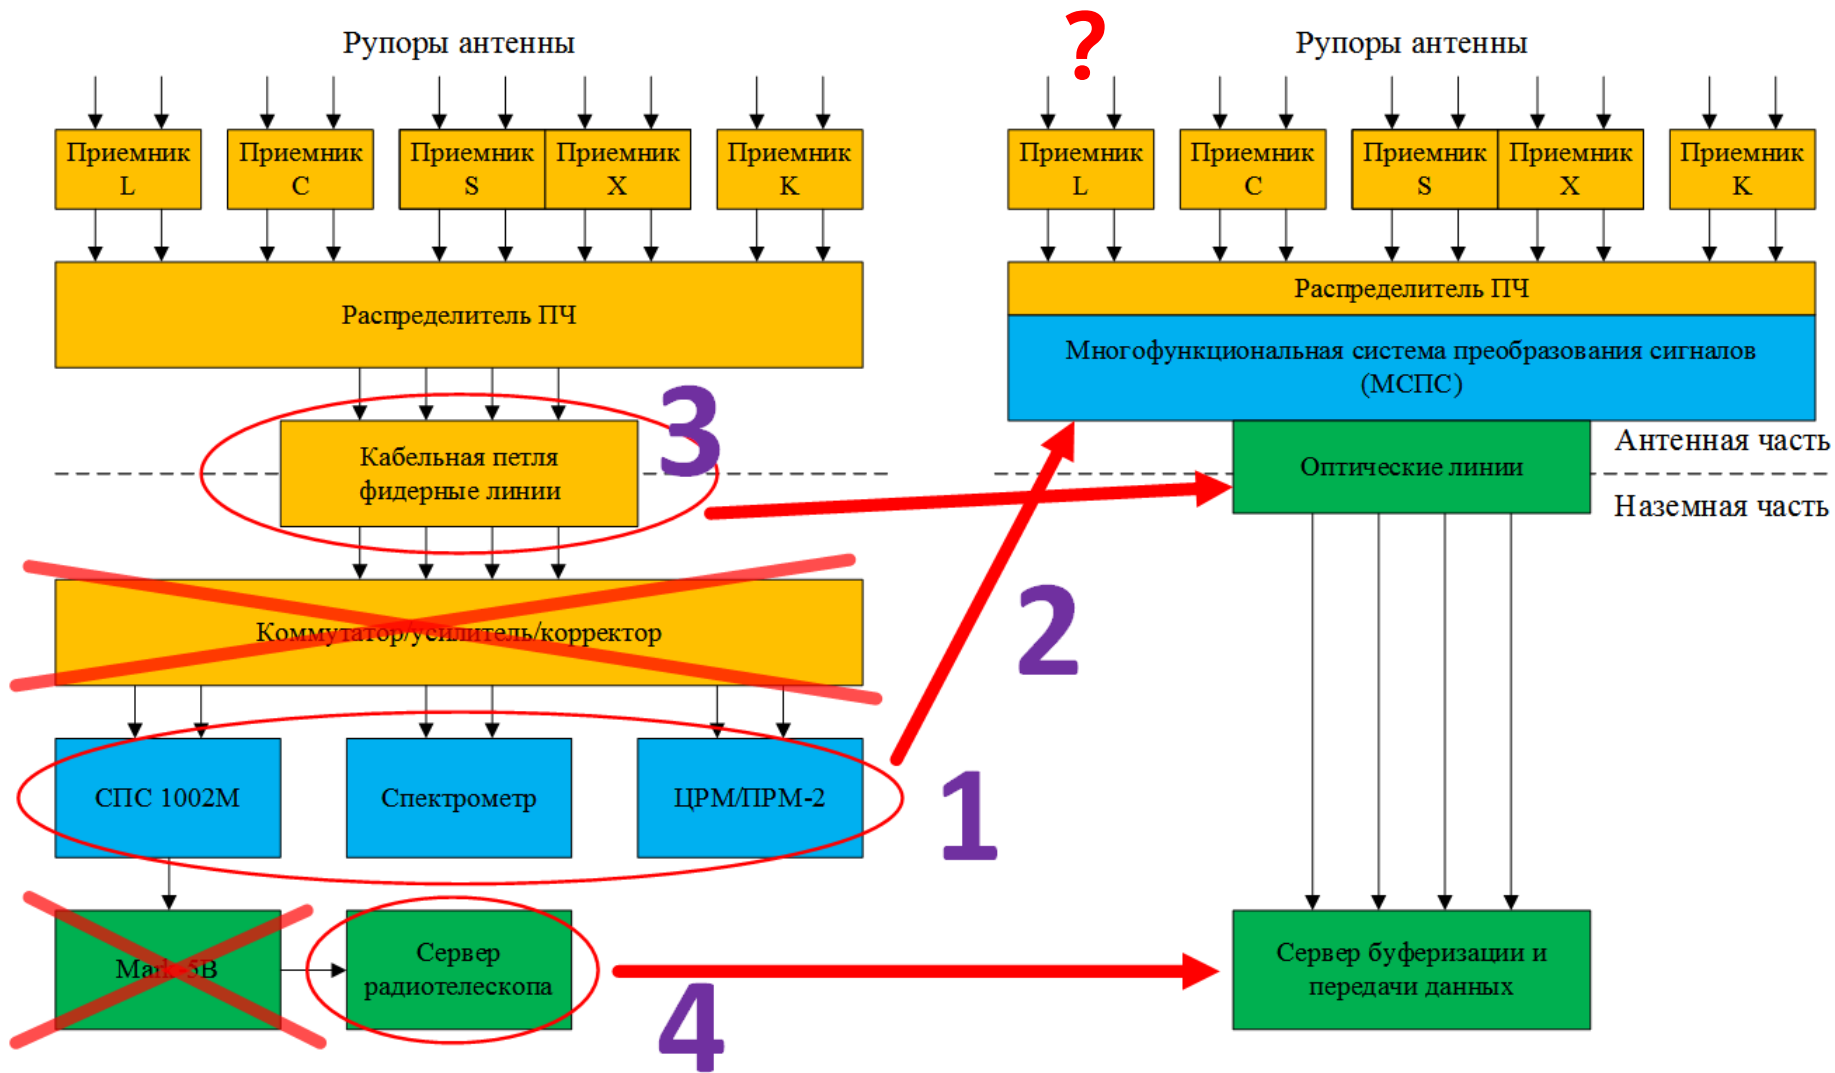 Рупоры антенны
Приемник
L
Приемник
C
Приемник
S
Приемник
X
Приемник
K
Распределитель ПЧ
3
Кабельная петля
фидерные линии
Коммутатор/усилитель/корректор
СПС 1002М
Спектрометр
ЦРМ/ПРМ-2
1
2
Mark-5B
Сервер
радиотелескопа
4
?
Рупоры антенны
Приемник
L
Приемник
C
Приемник
S
Приемник
X
Приемник
K
Распределитель ПЧ
Многофункциональная система преобразования сигналов
(МСПС)
Оптические линии
Антенная часть
Наземная часть
Сервер буферизации и
передачи данных